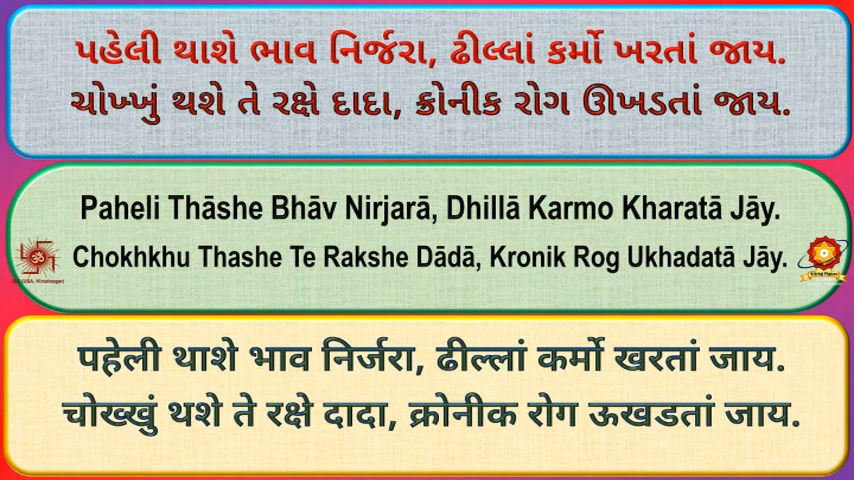 પહેલી થાશે ભાવ નિર્જરા, ઢીલ્લાં કર્મો ખરતાં જાય.
ચોખ્ખું થશે તે રક્ષે દાદા, ક્રોનીક રોગ ઊખડતાં જાય.
Paheli Thāshe Bhāv Nirjarā, Dhillā Karmo Kharatā Jāy.
Chokhkhu Thashe Te Rakshe Dādā, Kronik Rog Ukhadatā Jāy.
पहेली थाशे भाव निर्जरा, ढील्लां कर्मो खरतां जाय.
चोख्खुं थशे ते रक्षे दादा, क्रोनीक रोग ऊखडतां जाय.